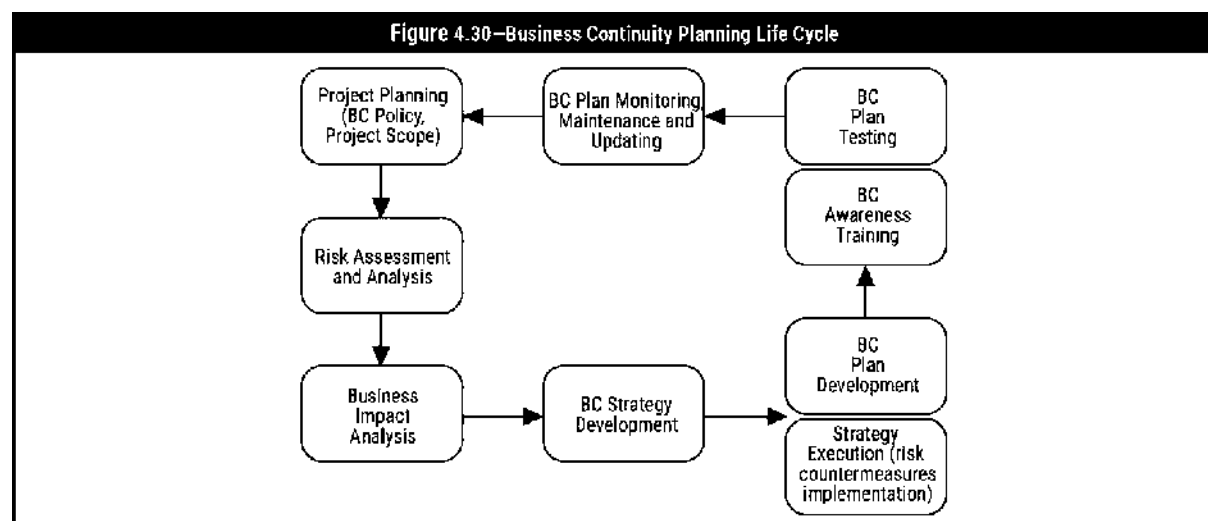 Figure 4.30—Business Continuity Planning Life Cycle
Project Planning
(BC Policy,
Project Scope)
BC Plan Monitoring,
Maintenance and
Updating
BC
Plan
Testing
BC
Awareness
Training
Risk Assessment
and Analysis
BC
Plan
Development
Business
Impact
Analysis
BC Strategy
Development
Strategy
Execution (risk
countermeasures
implementation)